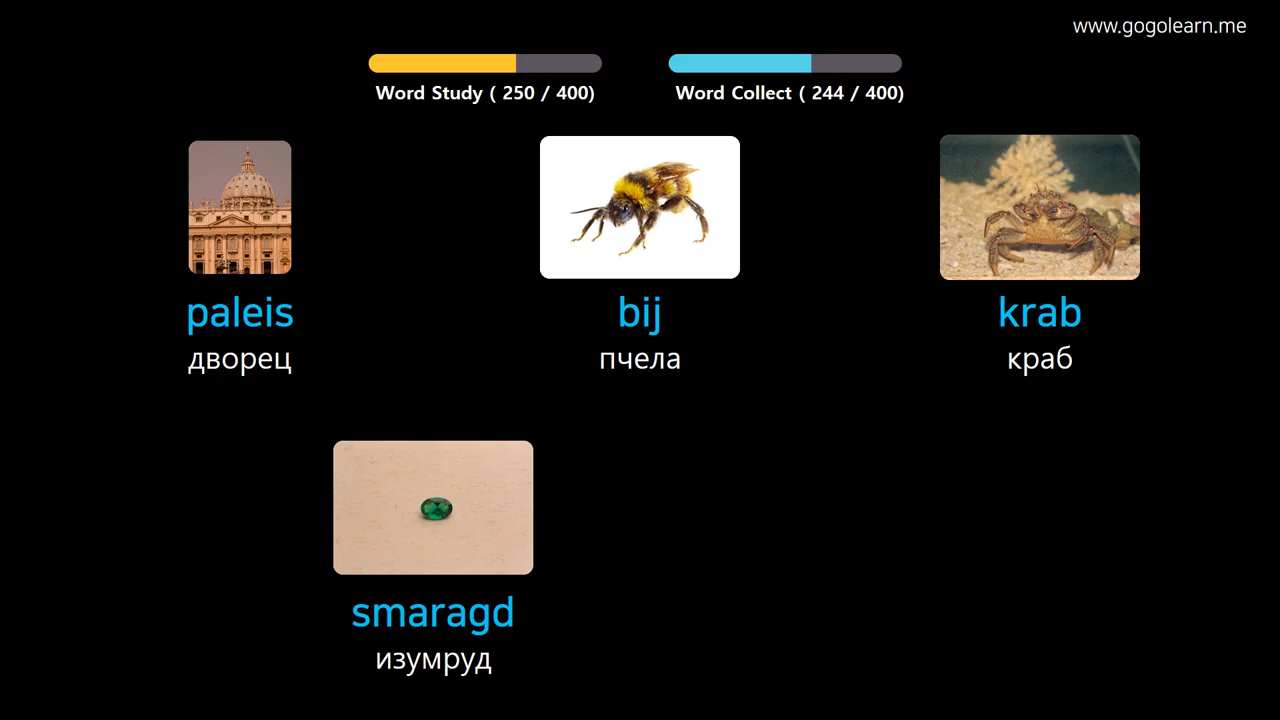 www.gogolearn.me
Word Study ( 250 / 400)
Word Collect ( 244 / 400)
paleis
дворец
bij
пчела
krab
краб
smaragd
изумруд